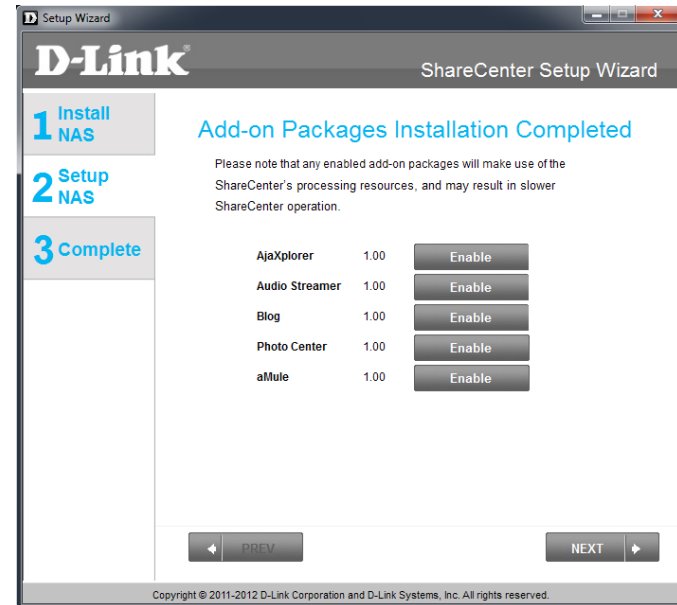 Setup Wizard
D-Link®
ShareCenter Setup Wizard
1 Install NAS
2 Setup NAS
3 Complete
Add-on Packages Installation Completed
Please note that any enabled add-on packages will make use of the
ShareCenter's processing resources, and may result in slower
ShareCenter operation.
AjaXplorer 1.00 Enable
Audio Streamer 1.00 Enable
Blog 1.00 Enable
Photo Center 1.00 Enable
aMule 1.00 Enable
PREV
NEXT
Copyright © 2011-2012 D-Link Corporation and D-Link Systems, Inc. All rights reserved.